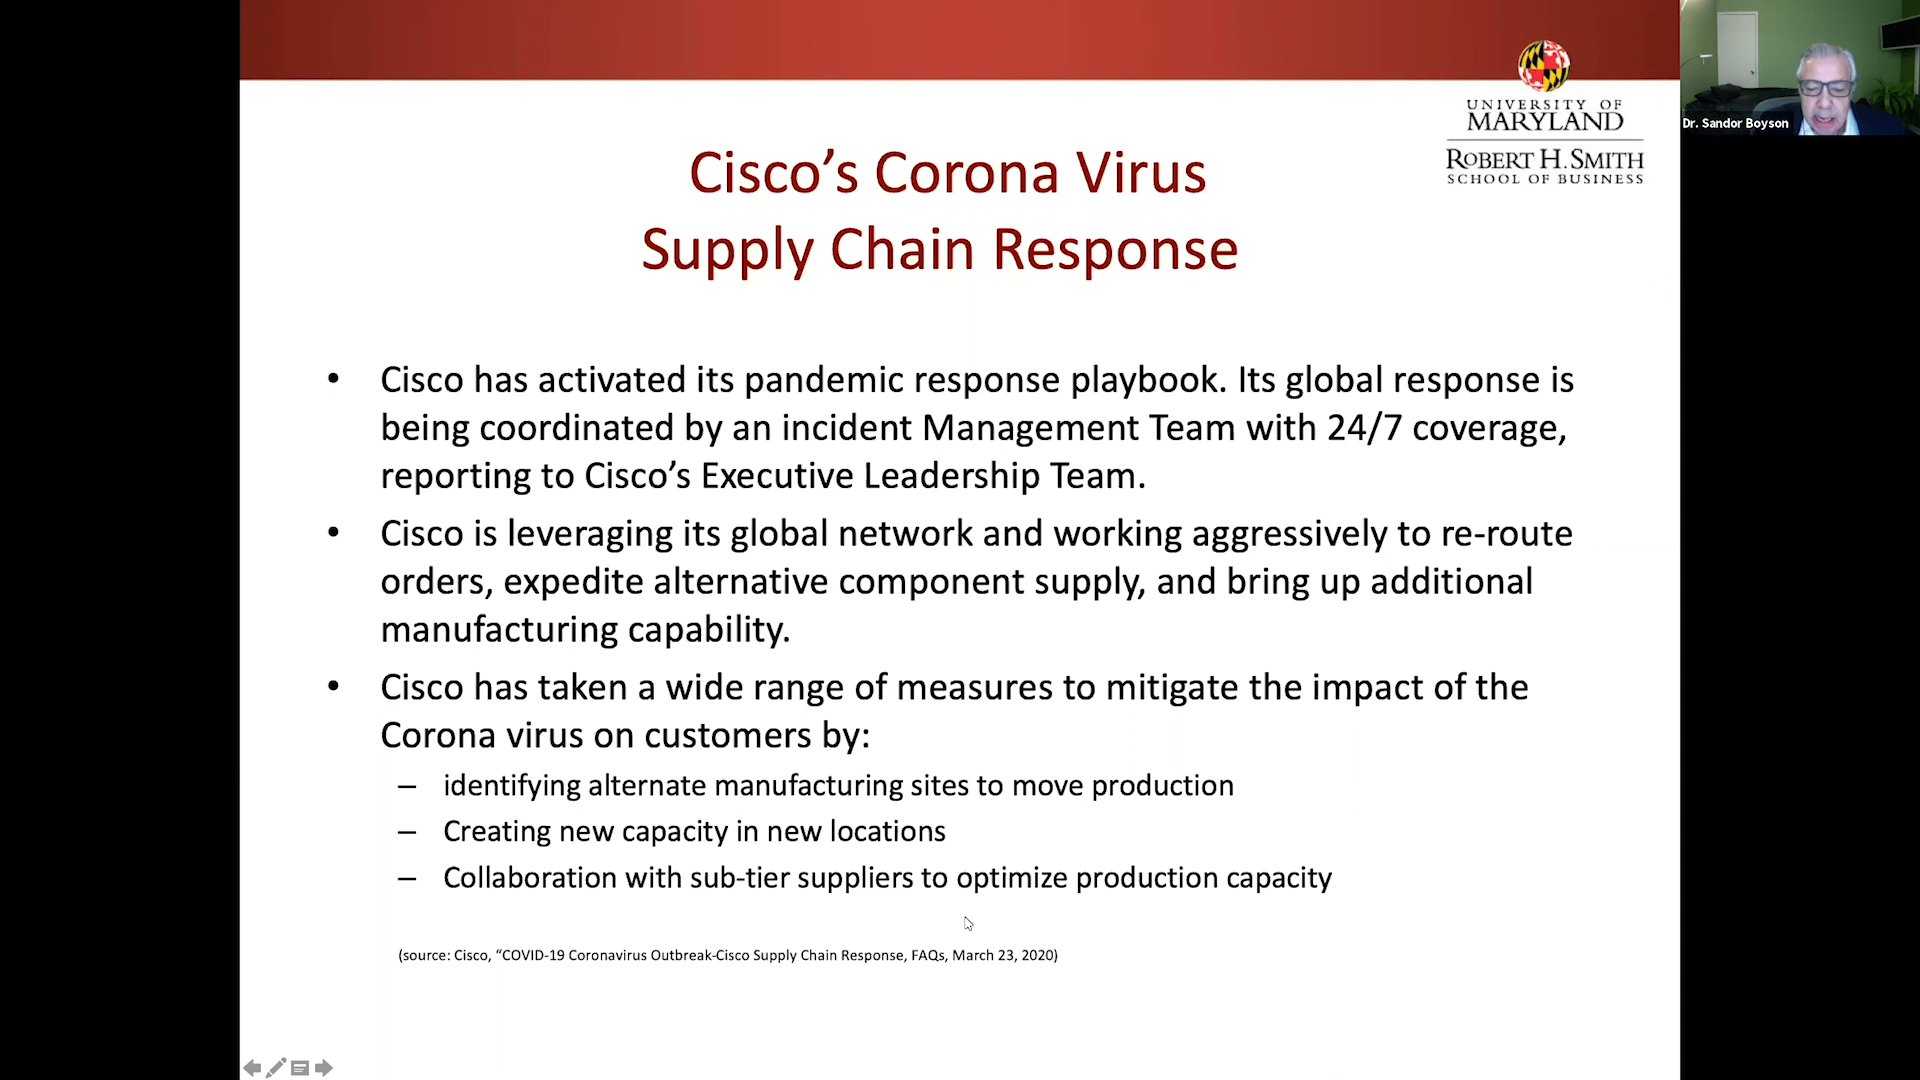 UNIVERSITY OF
MARYLAND
ROBERT H. SMITH
SCHOOL OF BUSINESS
Dr. Sandor Boyson
Cisco’s Corona Virus
Supply Chain Response
• Cisco has activated its pandemic response playbook. Its global response is
being coordinated by an incident Management Team with 24/7 coverage,
reporting to Cisco’s Executive Leadership Team.
• Cisco is leveraging its global network and working aggressively to re-route
orders, expedite alternative component supply, and bring up additional
manufacturing capability.
• Cisco has taken a wide range of measures to mitigate the impact of the
Corona virus on customers by:
– identifying alternate manufacturing sites to move production
– Creating new capacity in new locations
– Collaboration with sub-tier suppliers to optimize production capacity
(source: Cisco, “COVID-19 Coronavirus Outbreak-Cisco Supply Chain Response, FAQs, March 23, 2020)